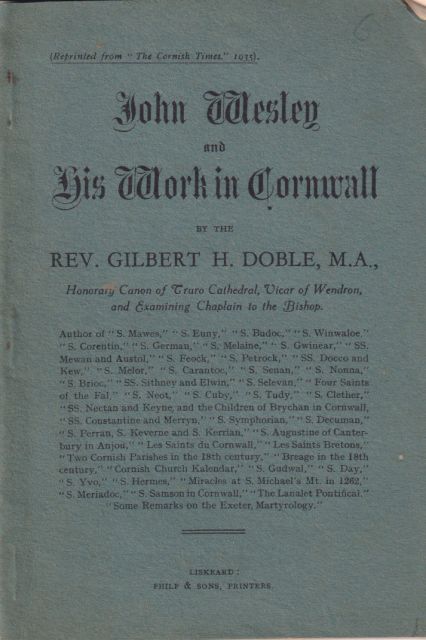 (Reprinted from "The Cornish Times." 1935).
John Wesley
and
His Work in Cornwall
BY THE
REV. GILBERT H. DOBLE, M.A.,
Honorary Canon of Truro Cathedral, Vicar of Wendron,
and Examining Chaplain to the Bishop.
Author of "S. Mawes," "S. Euny," "S. Budoc," "S. Winwaloe,"
"S. Corentin," "S. German," "S. Melaine," "S. Gwinear," "SS.
Mewan and Austol," "S. Feock," "S. Petrock," "SS. Docco and
Kew," "S. Melor," "S. Carantoc," "S. Senan," "S. Nonna,"
"S. Brioc," "SS. Sithney and Elwin," "S. Selevan," "Four Saints
of the Fal," "S. Neot," "S. Cuby," "S. Tudy," "S. Clether,"
"SS. Nectan and Keyne, and the Children of Brychan in Cornwall,
"SS. Constantine and Merryn," "S. Symphorian," "S. Decuman,"
"S. Perran, S. Keverne and S. Kerrian," "S. Augustine of Canter-
bury in Anjou," "Les Saints du Cornwall," "Les Saints Bretons,"
"Two Cornish Parishes in the 18th century," "Breage in the 18th
century," "Cornish Church Kalendar," "S. Gudwal," "S. Day,"
"S. Yvo," "S. Hermes," "Miracles at S. Michael's Mt. in 1262,"
"S. Meriadoc," "S. Samson in Cornwall," "The Lanalet Pontifical."
"Some Remarks on the Exeter, Martyrology."
LISKEARD:
PHILP & SONS, PRINTERS.